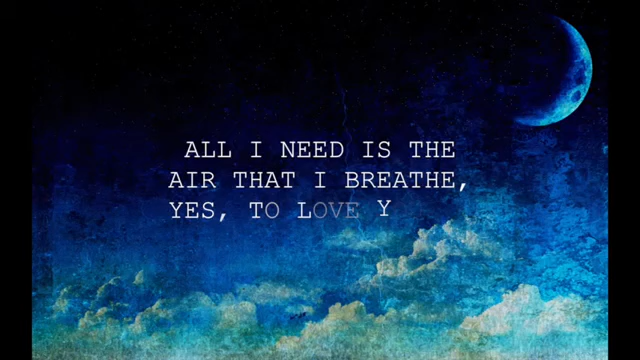 ALL I NEED IS THE
AIR THAT I BREATHE,
YES, TO LOVE Y